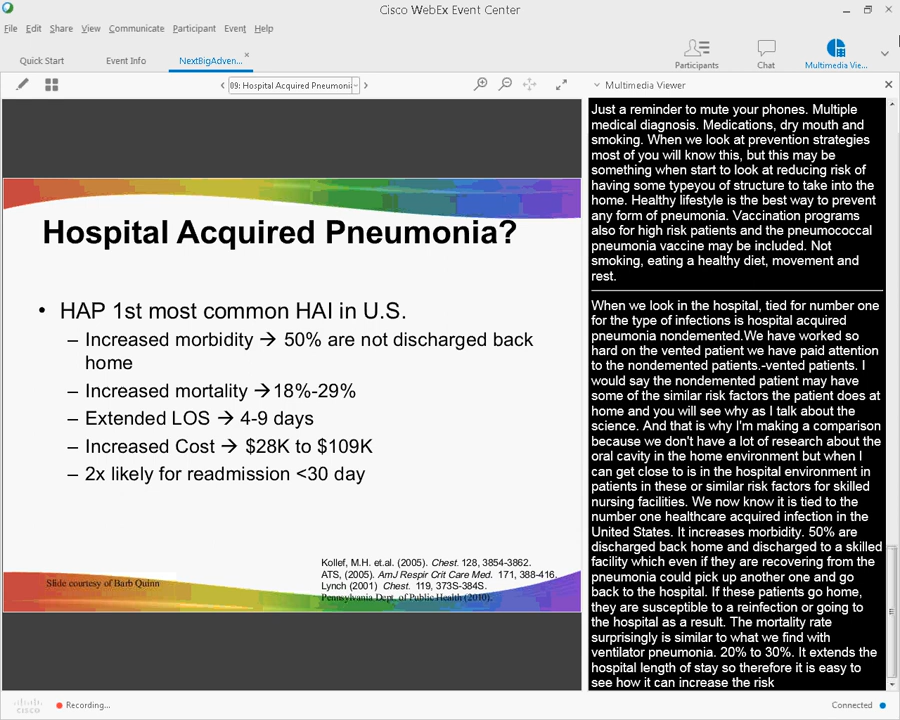 Cisco WebEx Event Center
File Edit Share View Communicate Participant Event Help
Quick Start Event Info NextBigAdven...
Participants Chat Multimedia Vie...
09: Hospital Acquired Pneumoni
Multimedia Viewer
Hospital Acquired Pneumonia?
• HAP 1st most common HAI in U.S.
– Increased morbidity → 50% are not discharged back
home
– Increased mortality →18%-29%
– Extended LOS → 4-9 days
– Increased Cost → $28K to $109K
– 2x likely for readmission <30 day
Kollef, M.H. et.al. (2005). Chest. 128, 3854-3862.
ATS, (2005). AmJ Respir Crit Care Med. 171, 388-416.
Lynch (2001) Chest. 119, 373S-384S.
Pennsylvania Dept. of Public Health (2010).
Slide courtesy of Barb Quinn
Just a reminder to mute your phones. Multiple
medical diagnosis. Medications, dry mouth and
smoking. When we look at prevention strategies
most of you will know this, but this may be
something when start to look at reducing risk of
having some typeyou of structure to take into the
home. Healthy lifestyle is the best way to prevent
any form of pneumonia. Vaccination programs
also for high risk patients and the pneumococcal
pneumonia vaccine may be included. Not
smoking, eating a healthy diet, movement and
rest.
When we look in the hospital, tied for number one
for the type of infections is hospital acquired
pneumonia nondemented.We have worked so
hard on the vented patient we have paid attention
to the nondemented patients.-vented patients. I
would say the nondemented patient may have
some of the similar risk factors the patient does at
home and you will see why as I talk about the
science. And that is why I'm making a comparison
because we don't have a lot of research about the
oral cavity in the home environment but when I
can get close to is in the hospital environment in
patients in these or similar risk factors for skilled
nursing facilities. We now know it is tied to the
number one healthcare acquired infection in the
United States. It increases morbidity. 50% are
discharged back home and discharged to a skilled
facility which even if they are recovering from the
pneumonia could pick up another one and go
back to the hospital. If these patients go home,
they are susceptible to a reinfection or going to
the hospital as a result. The mortality rate
surprisingly is similar to what we find with
ventilator pneumonia. 20% to 30%. It extends the
hospital length of stay so therefore it is easy to
see how it can increase the risk
cisco Recording... Connected